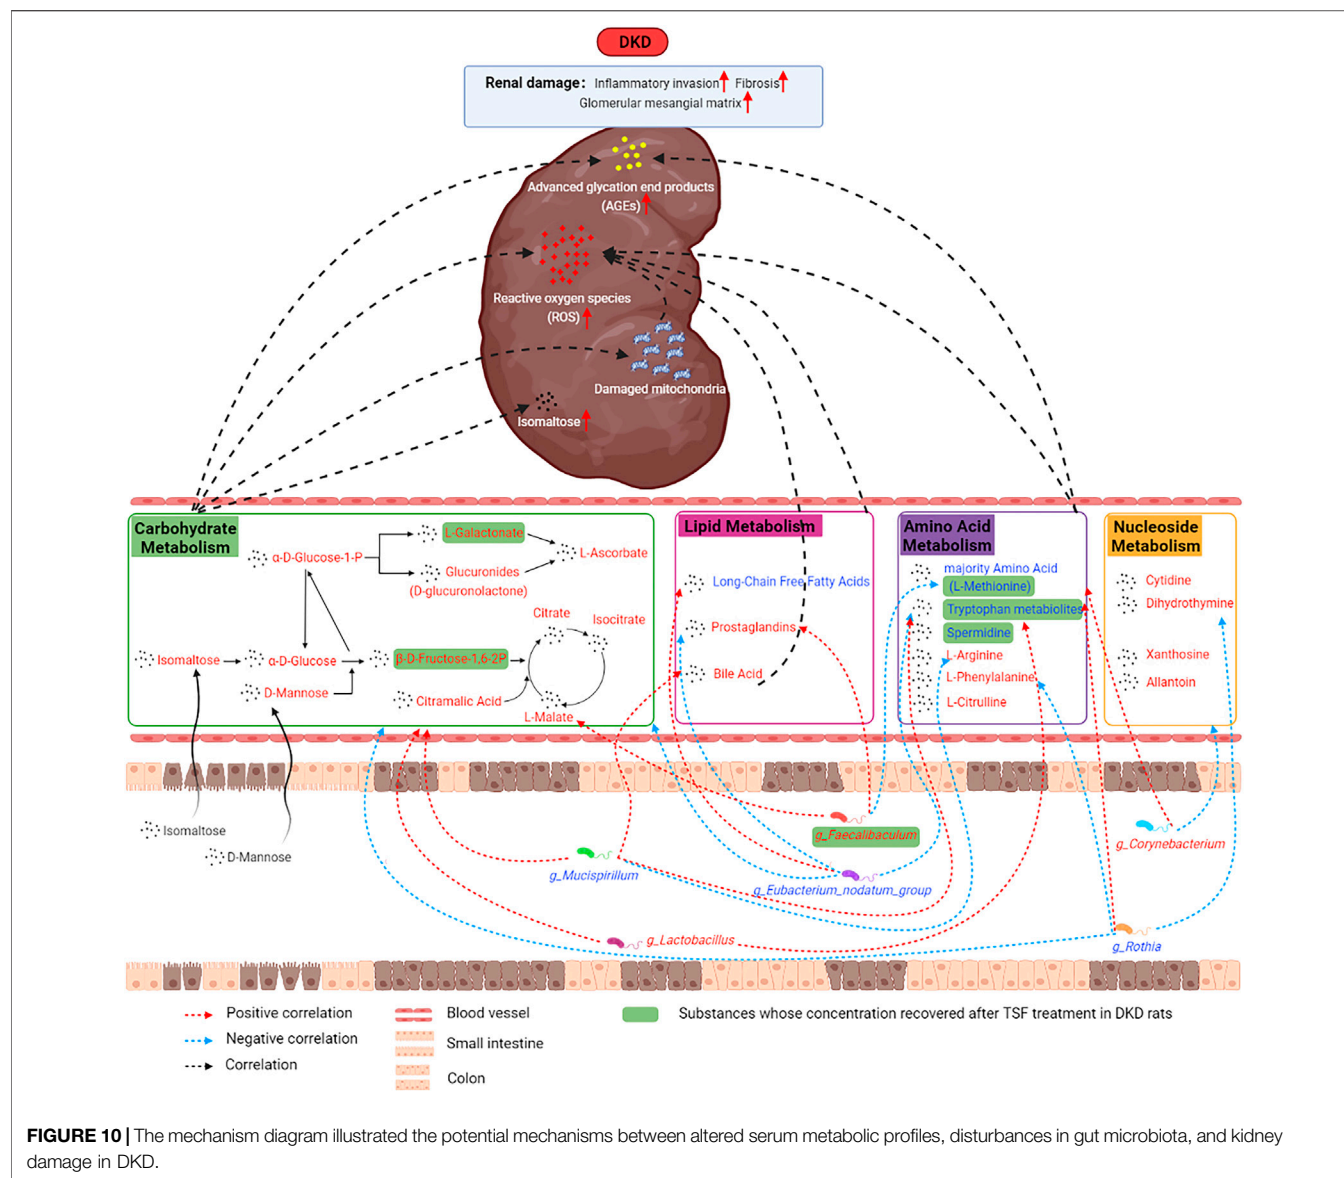 DKD
Renal damage: Inflammatory invasion Fibrosis
Glomerular mesangial matrix
Advanced glycation end products
(AGEs)
Reactive oxygen species
(ROS)
Damaged mitochondria
Isomaltose
Carbohydrate
Metabolism
L-Galactonate
α-D-Glucose-1-P
L-Ascorbate
Glucuronides
(D-glucuronolactone)
Citrate
Isocitrate
Isomaltose
α-D-Glucose
β-D-Fructose-1,6-2P
D-Mannose
Citramalic Acid
L-Malate
Lipid Metabolism
Long-Chain Free Fatty Acids
Prostaglandins
Bile Acid
Amino Acid
Metabolism
majority Amino Acid
(L-Methionine)
Tryptophan metabiolites
Spermidine
L-Arginine
L-Phenylalanine
L-Citrulline
Nucleoside
Metabolism
Cytidine
Dihydrothymine
Xanthosine
Allantoin
Isomaltose
D-Mannose
g_Faecalibaculum
g_Corynebacterium
g_Mucispirillum
g_Eubacterium_nodatum_group
g_Lactobacillus
g_Rothia
Positive correlation
Negative correlation
Correlation
Blood vessel
Small intestine
Colon
Substances whose concentration recovered after TSF treatment in DKD rats
FIGURE 10 | The mechanism diagram illustrated the potential mechanisms between altered serum metabolic profiles, disturbances in gut microbiota, and kidney
damage in DKD.